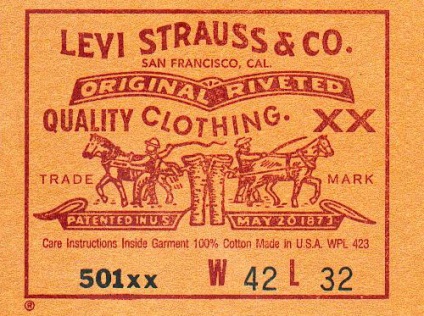 LEVI STRAUSS & CO.
SAN FRANCISCO, CAL.
ORIGINAL RIVETED
QUALITY CLOTHING. XX
TRADE MARK
PATENTED IN U.S. MAY 20 1873
Care Instructions Inside Garment 100% Cotton Made in U.S.A. WPL 423
501xx W 42 L 32
®